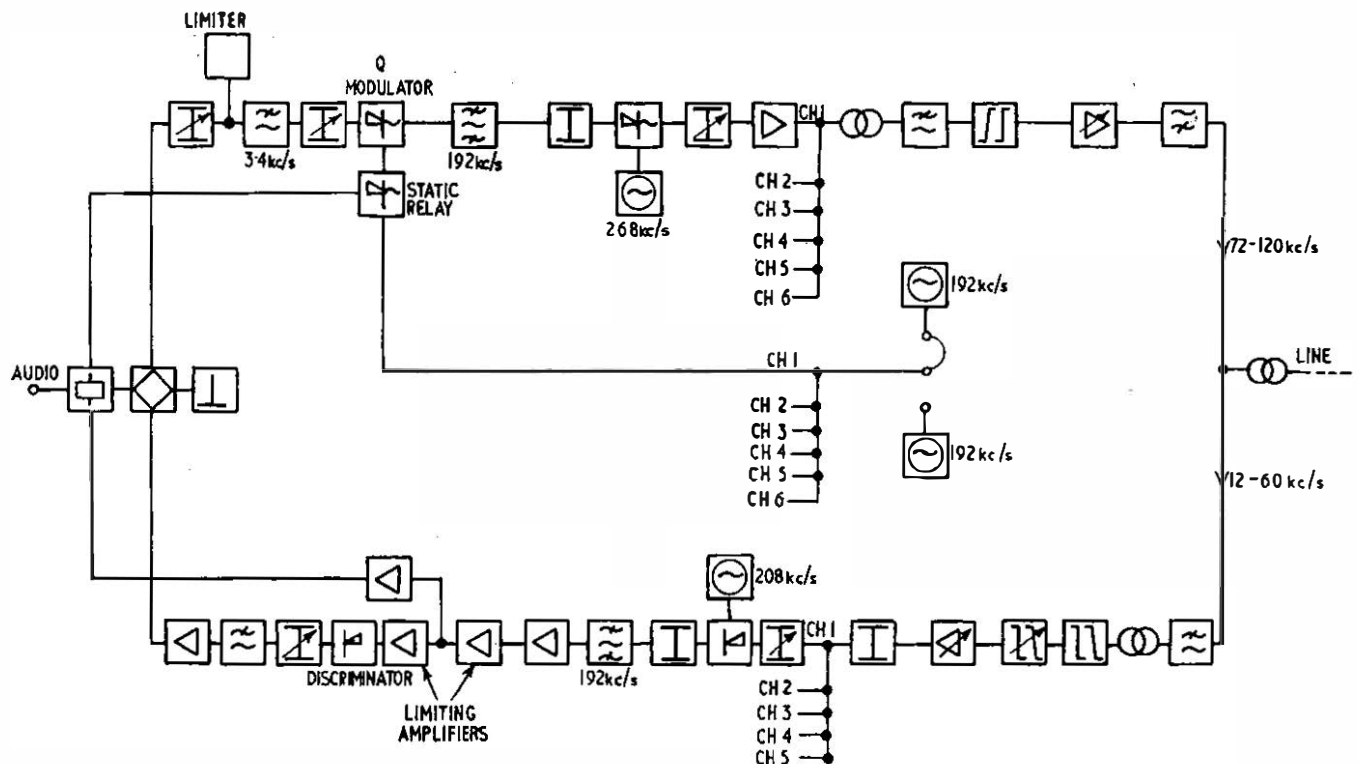 LIMITER
Q
MODULATOR
3·4kc/s
192kc/s
STATIC
RELAY
268kc/s
CH 1
CH 2
CH 3
CH 4
CH 5
CH 6
72-120kc/s
192kc/s
AUDIO
CH 1
LINE
CH 2
CH 3
CH 4
CH 5
CH 6
192kc/s
12-60kc/s
208kc/s
CH 1
DISCRIMINATOR
192kc/s
LIMITING
AMPLIFIERS
CH 2
CH 3
CH 4
CH 5